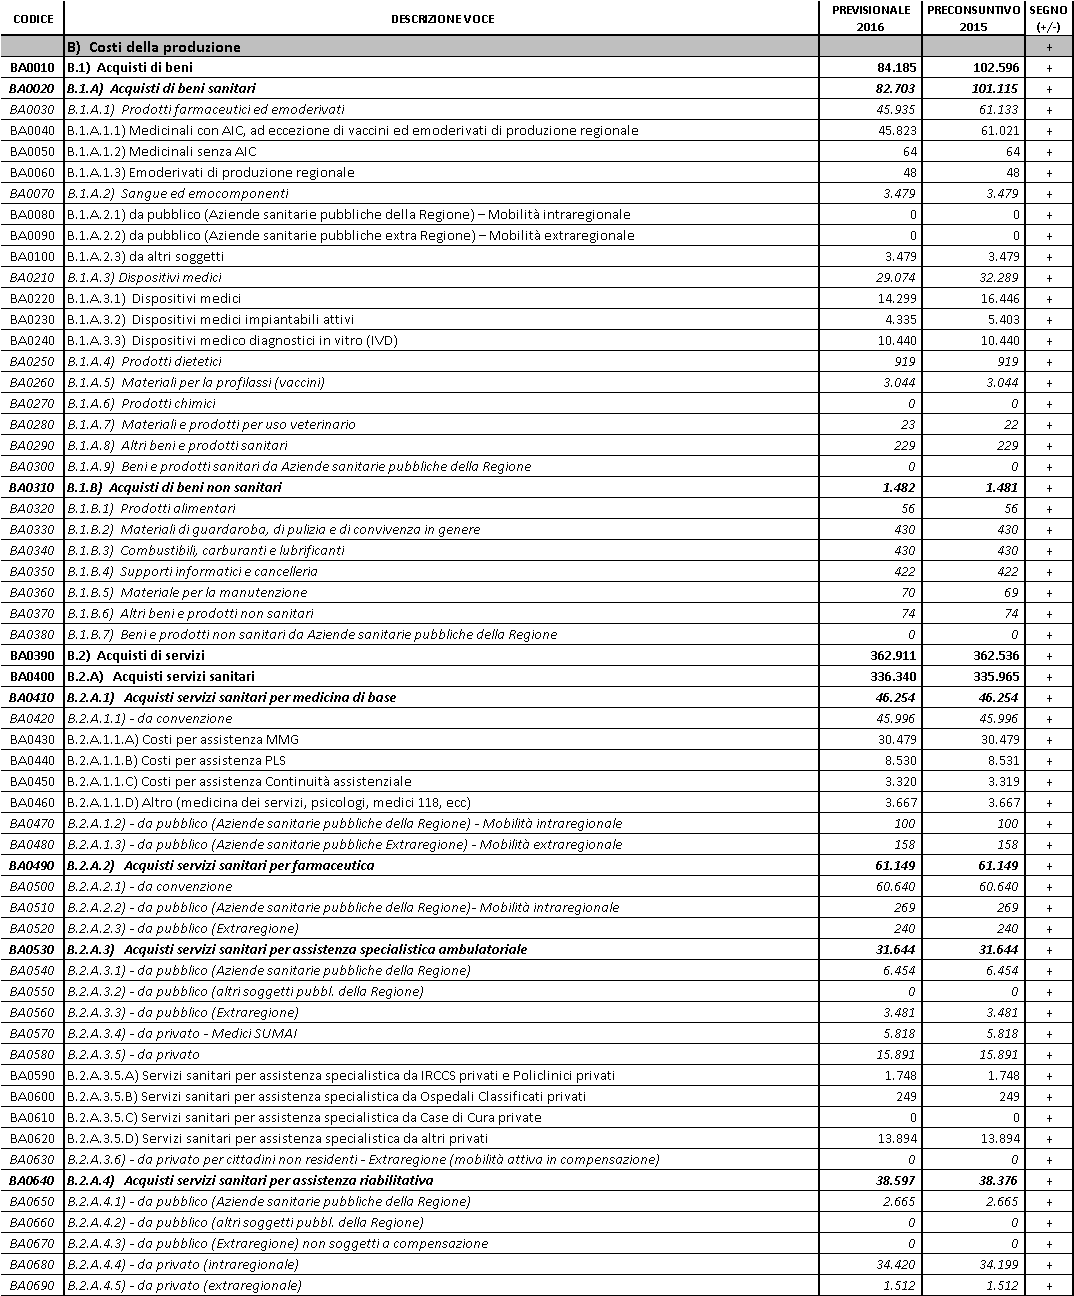 CODICE DESCRIZIONE VOCE PREVISIONALE 2016 PRECONSUNTIVO 2015 SEGNO (+/-)
B) Costi della produzione +
BA0010 B.1) Acquisti di beni 84.185 102.596 +
BA0020 B.1.A) Acquisti di beni sanitari 82.703 101.115 +
BA0030 B.1.A.1) Prodotti farmaceutici ed emoderivati 45.935 61.133 +
BA0040 B.1.A.1.1) Medicinali con AIC, ad eccezione di vaccini ed emoderivati di produzione regionale 45.823 61.021 +
BA0050 B.1.A.1.2) Medicinali senza AIC 64 64 +
BA0060 B.1.A.1.3) Emoderivati di produzione regionale 48 48 +
BA0070 B.1.A.2) Sangue ed emocomponenti 3.479 3.479 +
BA0080 B.1.A.2.1) da pubblico (Aziende sanitarie pubbliche della Regione) – Mobilità intraregionale 0 0 +
BA0090 B.1.A.2.2) da pubblico (Aziende sanitarie pubbliche extra Regione) – Mobilità extraregionale 0 0 +
BA0100 B.1.A.2.3) da altri soggetti 3.479 3.479 +
BA0210 B.1.A.3) Dispositivi medici 29.074 32.289 +
BA0220 B.1.A.3.1) Dispositivi medici 14.299 16.446 +
BA0230 B.1.A.3.2) Dispositivi medici impiantabili attivi 4.335 5.403 +
BA0240 B.1.A.3.3) Dispositivi medico diagnostici in vitro (IVD) 10.440 10.440 +
BA0250 B.1.A.4) Prodotti dietetici 919 919 +
BA0260 B.1.A.5) Materiali per la profilassi (vaccini) 3.044 3.044 +
BA0270 B.1.A.6) Prodotti chimici 0 0 +
BA0280 B.1.A.7) Materiali e prodotti per uso veterinario 23 22 +
BA0290 B.1.A.8) Altri beni e prodotti sanitari 229 229 +
BA0300 B.1.A.9) Beni e prodotti sanitari da Aziende sanitarie pubbliche della Regione 0 0 +
BA0310 B.1.B) Acquisti di beni non sanitari 1.482 1.481 +
BA0320 B.1.B.1) Prodotti alimentari 56 56 +
BA0330 B.1.B.2) Materiali di guardaroba, di pulizia e di convivenza in genere 430 430 +
BA0340 B.1.B.3) Combustibili, carburanti e lubrificanti 430 430 +
BA0350 B.1.B.4) Supporti informatici e cancelleria 422 422 +
BA0360 B.1.B.5) Materiale per la manutenzione 70 69 +
BA0370 B.1.B.6) Altri beni e prodotti non sanitari 74 74 +
BA0380 B.1.B.7) Beni e prodotti non sanitari da Aziende sanitarie pubbliche della Regione 0 0 +
BA0390 B.2) Acquisti di servizi 362.911 362.536 +
BA0400 B.2.A) Acquisti servizi sanitari 336.340 335.965 +
BA0410 B.2.A.1) Acquisti servizi sanitari per medicina di base 46.254 46.254 +
BA0420 B.2.A.1.1) - da convenzione 45.996 45.996 +
BA0430 B.2.A.1.1.A) Costi per assistenza MMG 30.479 30.479 +
BA0440 B.2.A.1.1.B) Costi per assistenza PLS 8.530 8.531 +
BA0450 B.2.A.1.1.C) Costi per assistenza Continuità assistenziale 3.320 3.319 +
BA0460 B.2.A.1.1.D) Altro (medicina dei servizi, psicologi, medici 118, ecc) 3.667 3.667 +
BA0470 B.2.A.1.2) - da pubblico (Aziende sanitarie pubbliche della Regione) - Mobilità intraregionale 100 100 +
BA0480 B.2.A.1.3) - da pubblico (Aziende sanitarie pubbliche Extraregione) - Mobilità extraregionale 158 158 +
BA0490 B.2.A.2) Acquisti servizi sanitari per farmaceutica 61.149 61.149 +
BA0500 B.2.A.2.1) - da convenzione 60.640 60.640 +
BA0510 B.2.A.2.2) - da pubblico (Aziende sanitarie pubbliche della Regione)- Mobilità intraregionale 269 269 +
BA0520 B.2.A.2.3) - da pubblico (Extraregione) 240 240 +
BA0530 B.2.A.3) Acquisti servizi sanitari per assistenza specialistica ambulatoriale 31.644 31.644 +
BA0540 B.2.A.3.1) - da pubblico (Aziende sanitarie pubbliche della Regione) 6.454 6.454 +
BA0550 B.2.A.3.2) - da pubblico (altri soggetti pubbl. della Regione) 0 0 +
BA0560 B.2.A.3.3) - da pubblico (Extraregione) 3.481 3.481 +
BA0570 B.2.A.3.4) - da privato - Medici SUMAI 5.818 5.818 +
BA0580 B.2.A.3.5) - da privato 15.891 15.891 +
BA0590 B.2.A.3.5.A) Servizi sanitari per assistenza specialistica da IRCCS privati e Policlinici privati 1.748 1.748 +
BA0600 B.2.A.3.5.B) Servizi sanitari per assistenza specialistica da Ospedali Classificati privati 249 249 +
BA0610 B.2.A.3.5.C) Servizi sanitari per assistenza specialistica da Case di Cura private 0 0 +
BA0620 B.2.A.3.5.D) Servizi sanitari per assistenza specialistica da altri privati 13.894 13.894 +
BA0630 B.2.A.3.6) - da privato per cittadini non residenti - Extraregione (mobilità attiva in compensazione) 0 0 +
BA0640 B.2.A.4) Acquisti servizi sanitari per assistenza riabilitativa 38.597 38.376 +
BA0650 B.2.A.4.1) - da pubblico (Aziende sanitarie pubbliche della Regione) 2.665 2.665 +
BA0660 B.2.A.4.2) - da pubblico (altri soggetti pubbl. della Regione) 0 0 +
BA0670 B.2.A.4.3) - da pubblico (Extraregione) non soggetti a compensazione 0 0 +
BA0680 B.2.A.4.4) - da privato (intraregionale) 34.420 34.199 +
BA0690 B.2.A.4.5) - da privato (extraregionale) 1.512 1.512 +